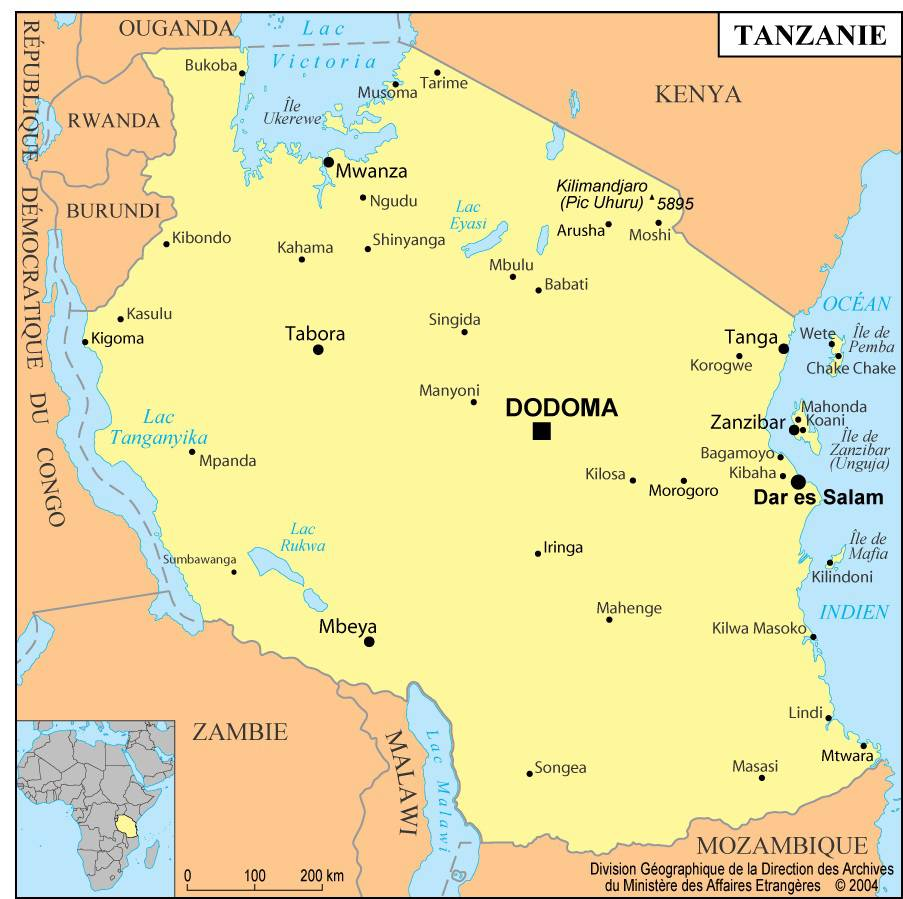 TANZANIE
OUGANDA
Lac
Victoria
Bukoba
Musoma
Tarime
KENYA
Île
Ukerewe
RWANDA
RÉPUBLIQUE DÉMOCRATIQUE DU CONGO
Mwanza
Kilimandjaro
(Pic Uhuru)
5895
BURUNDI
Ngudu
Lac
Eyasi
Arusha
Moshi
Kibondo
Kahama
Shinyanga
Mbulu
Babati
OCÉAN
Kasulu
Kigoma
Tabora
Singida
Tanga
Wete
Île de
Pemba
Korogwe
Chake Chake
Manyoni
DODOMA
Mahonda
Koani
Zanzibar
Île de
Zanzibar
(Unguja)
Lac
Tanganyika
Mpanda
Bagamoyo
Kilosa
Kibaha
Morogoro
Dar es Salam
Lac
Rukwa
Sumbawanga
Iringa
Île de
Mafia
Kilindoni
Mahenge
INDIEN
Mbeya
Kilwa Masoko
ZAMBIE
MALAWI
Lac Malawi
Lindi
Mtwara
Songea
Masasi
MOZAMBIQUE
0 100 200 km
Division Géographique de la Direction des Archives
du Ministère des Affaires Etrangères © 2004